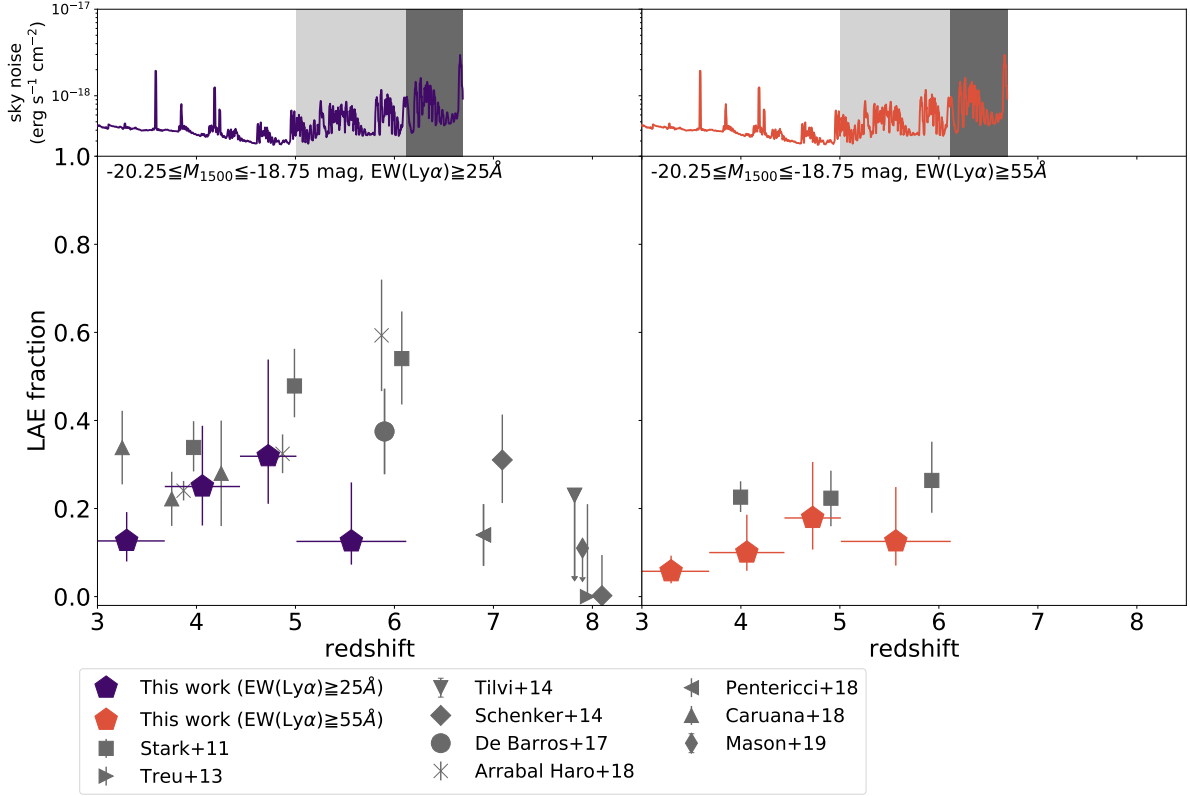 10⁻¹⁷
10⁻¹⁸
sky noise
(erg s⁻¹ cm⁻²)
-20.25≦M₁₅₀₀≦-18.75 mag, EW(Lyα)≧25Å
-20.25≦M₁₅₀₀≦-18.75 mag, EW(Lyα)≧55Å
1.0
0.8
0.6
0.4
0.2
0.0
LAE fraction
3 4 5 6 7 8
3 4 5 6 7 8
redshift
redshift
This work (EW(Lyα)≧25Å)
This work (EW(Lyα)≧55Å)
Stark+11
Treu+13
Tilvi+14
Schenker+14
De Barros+17
Arrabal Haro+18
Pentericci+18
Caruana+18
Mason+19